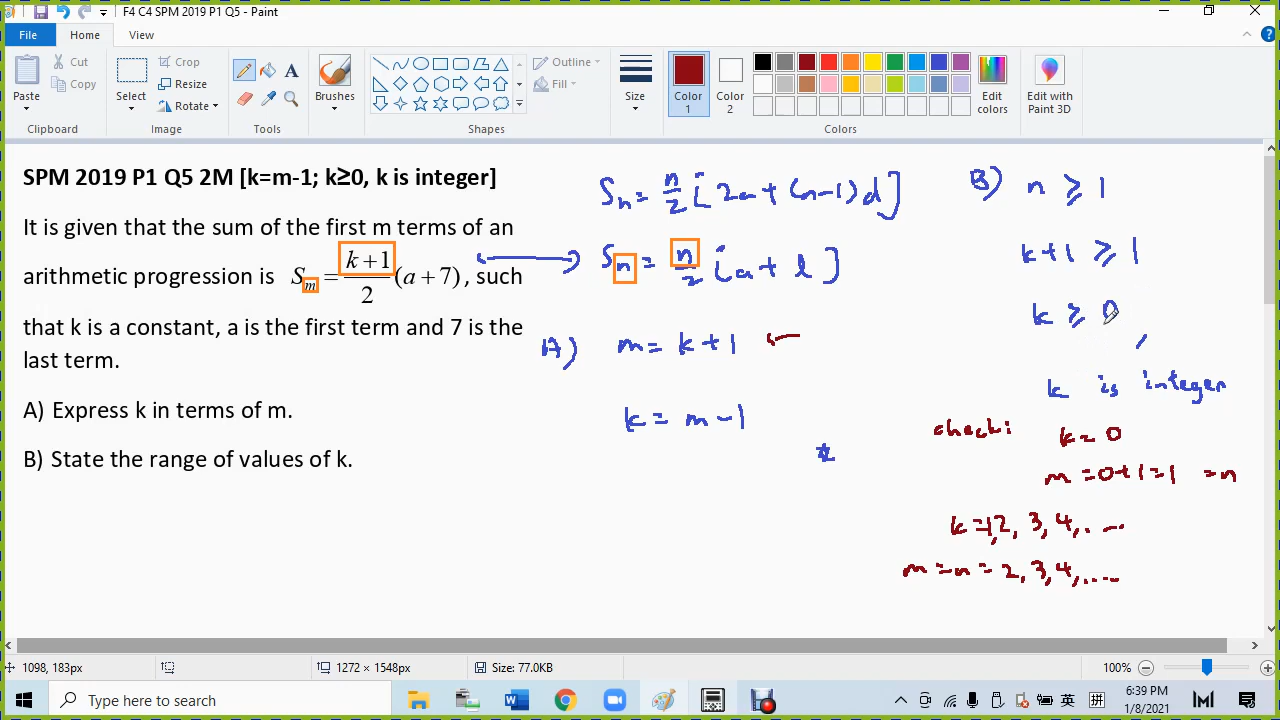 F4 C4 SPM 2019 P1 Q5 - Paint
File Home View
Paste Cut Copy Clipboard
Select Crop Resize Rotate Image
A Tools
Brushes
Outline Fill Shapes
Size
Color 1 Color 2 Edit colors Colors
Edit with Paint 3D
SPM 2019 P1 Q5 2M [k=m-1; k≥0, k is integer]
It is given that the sum of the first m terms of an
arithmetic progression is S_m = (k+1)/2 (a+7), such
that k is a constant, a is the first term and 7 is the
last term.
A) Express k in terms of m.
B) State the range of values of k.
Sn = n/2 [2a + (n-1)d]
Sn = n/2 [a + l]
A) m = k+1
k = m-1
B) n ≥ 1
k+1 ≥ 1
k ≥ 0 ,
k is integer
check: k=0
m = 0+1 = 1 = n
k = 1, 2, 3, 4, .....
m = n = 2, 3, 4, .....
1098, 183px 1272 × 1548px Size: 77.0KB 100%
Type here to search
英 拼 6:39 PM
1/8/2021